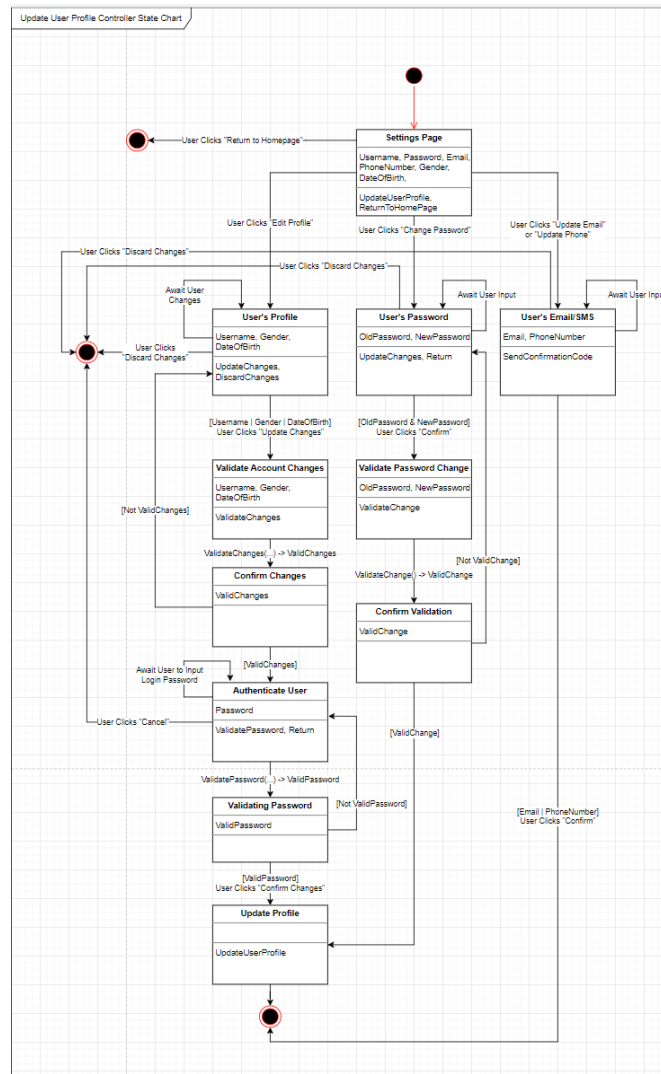 Update User Profile Controller State Chart
Settings Page
User Clicks "Return to Homepage"
Username, Password, Email,
PhoneNumber, Gender,
DateOfBirth,
UpdateUserProfile,
ReturnToHomePage
User Clicks "Edit Profile"
User Clicks "Change Password"
User Clicks "Update Email"
or "Update Phone"
User Clicks "Discard Changes"
User Clicks "Discard Changes"
Await User
Changes
Await User Input
Await User Input
User's Profile
Username, Gender,
DateOfBirth
UpdateChanges,
DiscardChanges
User's Password
OldPassword, NewPassword
UpdateChanges, Return
User's Email/SMS
Email, PhoneNumber
SendConfirmationCode
User Clicks
"Discard Changes"
[Username | Gender | DateOfBirth]
User Clicks "Update Changes"
[OldPassword & NewPassword]
User Clicks "Confirm"
Validate Account Changes
Username, Gender,
DateOfBirth
ValidateChanges
Validate Password Change
OldPassword, NewPassword
ValidateChange
[Not ValidChanges]
ValidateChanges(...) -> ValidChanges
[Not ValidChange]
ValidateChange() -> ValidChange
Confirm Changes
ValidChanges
Confirm Validation
ValidChange
[ValidChanges]
Await User to Input
Login Password
Authenticate User
Password
ValidatePassword, Return
User Clicks "Cancel"
[ValidChange]
ValidatePassword(...) -> ValidPassword
Validating Password
ValidPassword
[Not ValidPassword]
[Email | PhoneNumber]
User Clicks "Confirm"
[ValidPassword]
User Clicks "Confirm Changes"
Update Profile
UpdateUserProfile